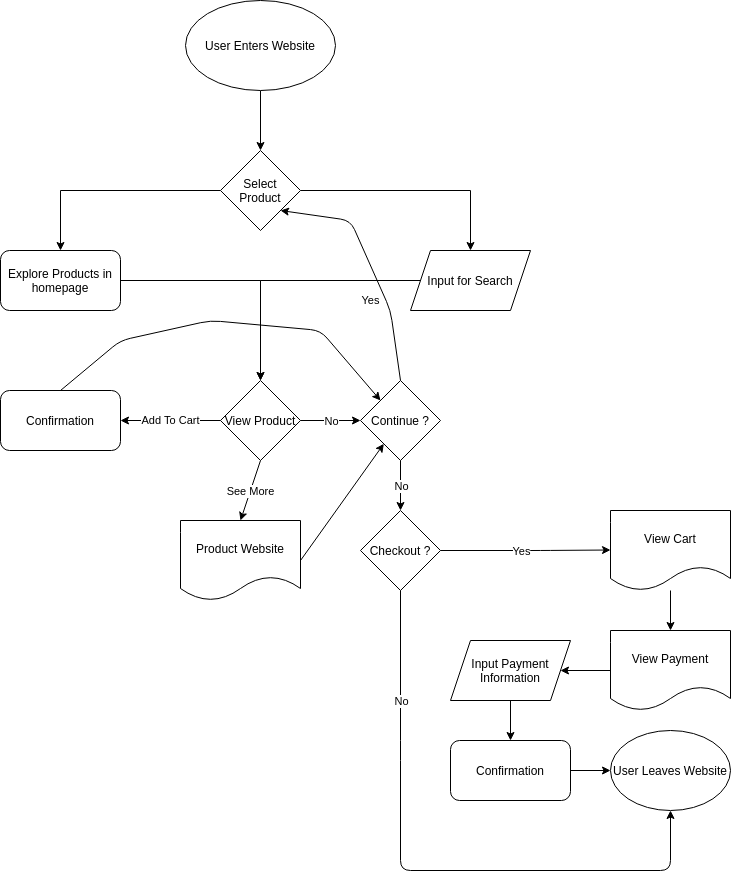 User Enters Website
Select
Product
Explore Products in
homepage
Input for Search
Yes
Confirmation
Add To Cart
View Product
No
Continue ?
See More
No
Product Website
Checkout ?
Yes
View Cart
View Payment
Input Payment
Information
No
Confirmation
User Leaves Website